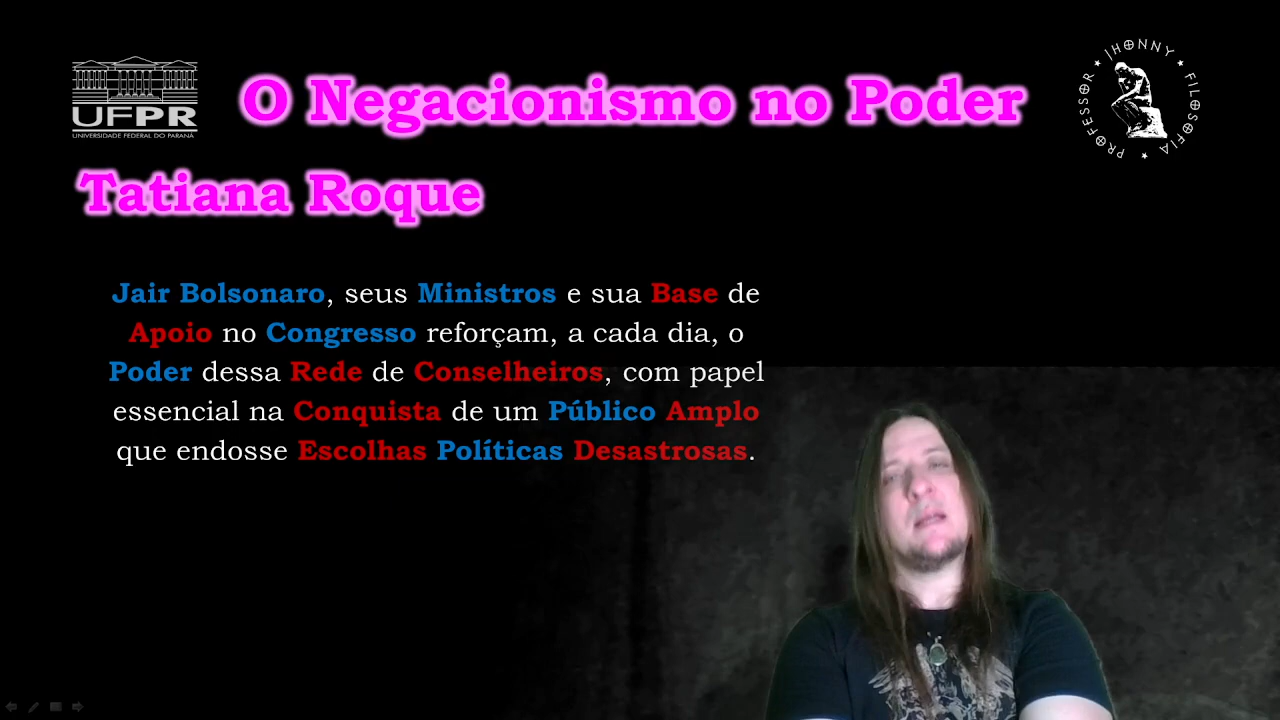 UFPR
UNIVERSIDADE FEDERAL DO PARANÁ
O Negacionismo no Poder
PROFESSOR ★ JHONNY ★ FILOSOFIA ★
Tatiana Roque
Jair Bolsonaro, seus Ministros e sua Base de
Apoio no Congresso reforçam, a cada dia, o
Poder dessa Rede de Conselheiros, com papel
essencial na Conquista de um Público Amplo
que endosse Escolhas Políticas Desastrosas.